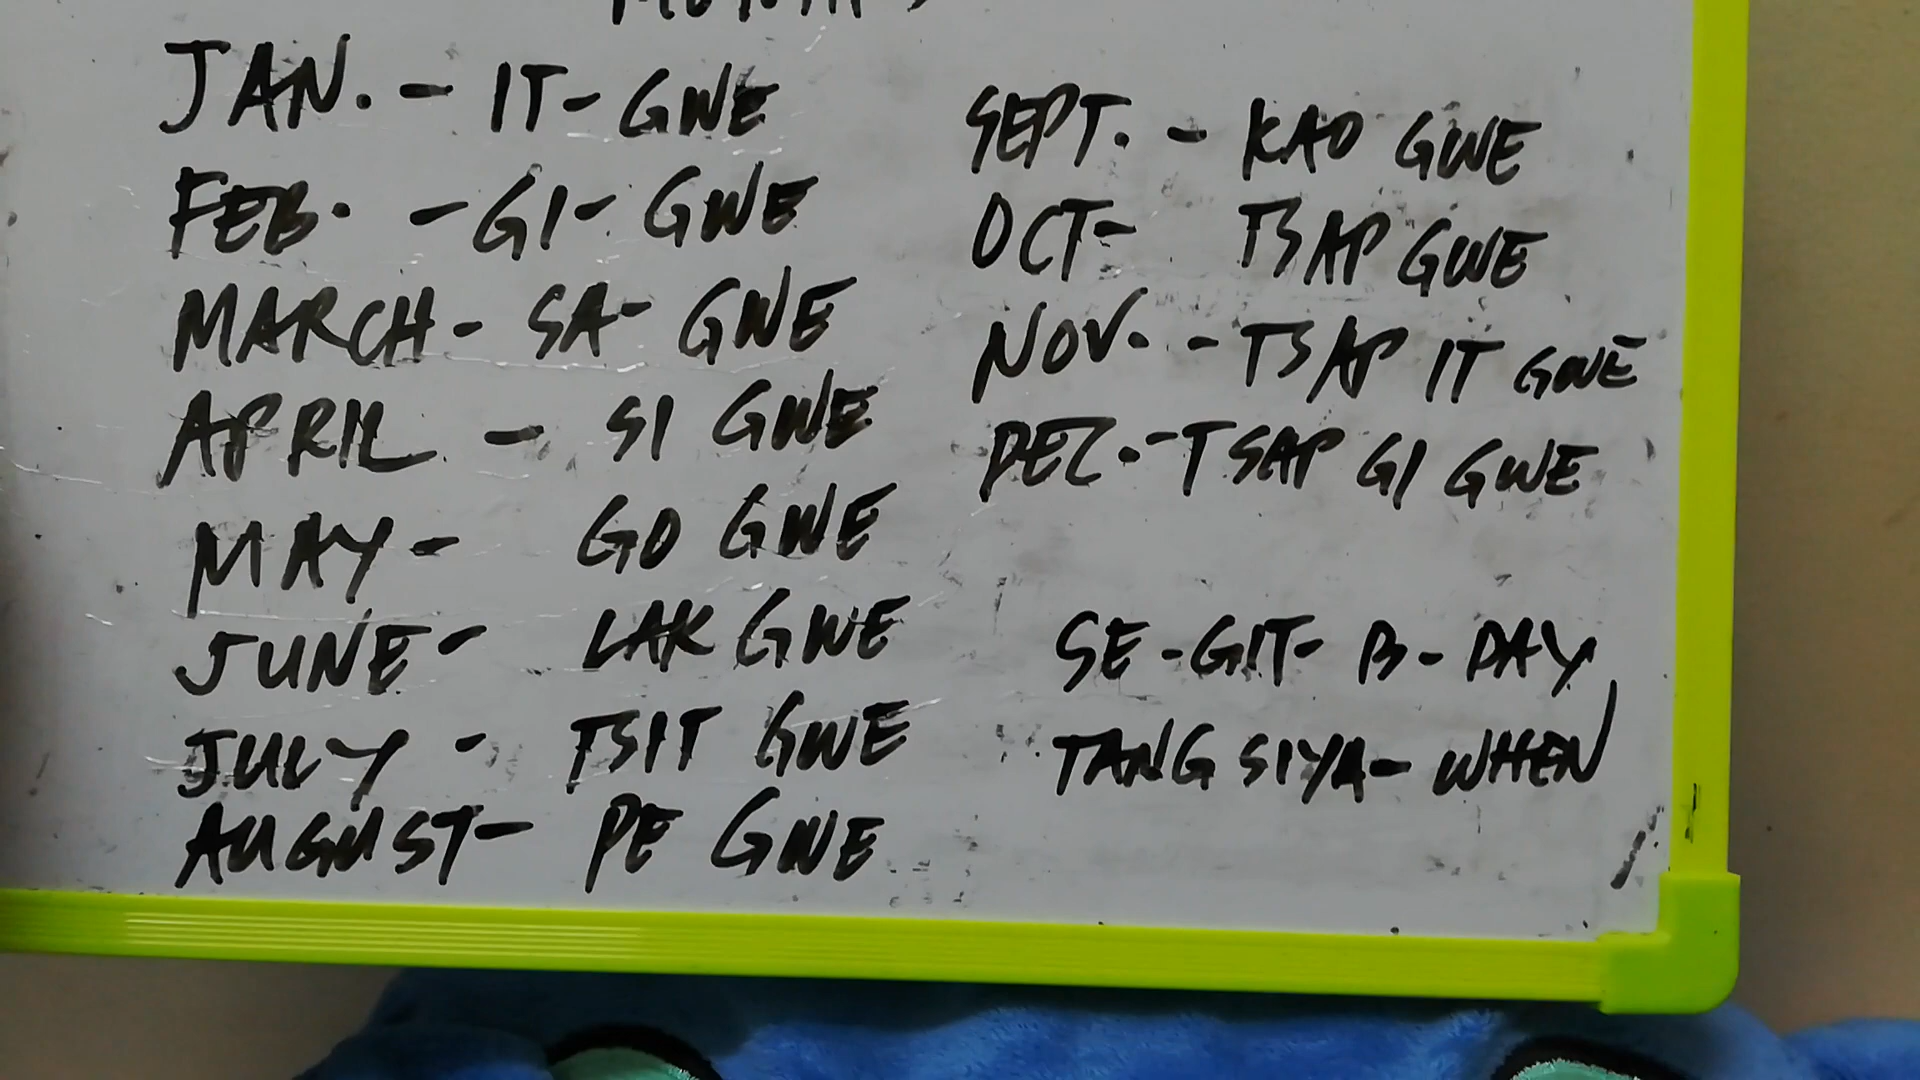 MONTHS
JAN. - IT - GWE
FEB. - GI - GWE
MARCH - SA - GWE
APRIL - SI GWE
MAY - GO GWE
JUNE - LAK GWE
JULY - TSIT GWE
AUGUST - PE GWE
SEPT. - KAO GWE
OCT - TSAP GWE
NOV. - TSAP IT GWE
DEC. - TSAP GI GWE
SE - GIT - B-DAY
TANG SIYA - WHEN